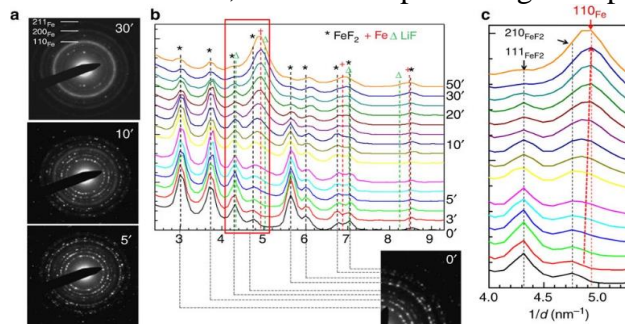 a
211Fe
200Fe
110Fe
30′
10′
5′
b
* FeF2 + Fe Δ LiF
50′
30′
20′
10′
5′
3′
0′
3 4 5 6 7 8 9
0′
c
110Fe
210FeF2
111FeF2
4.0 4.5 5.0
1/d (nm−1)